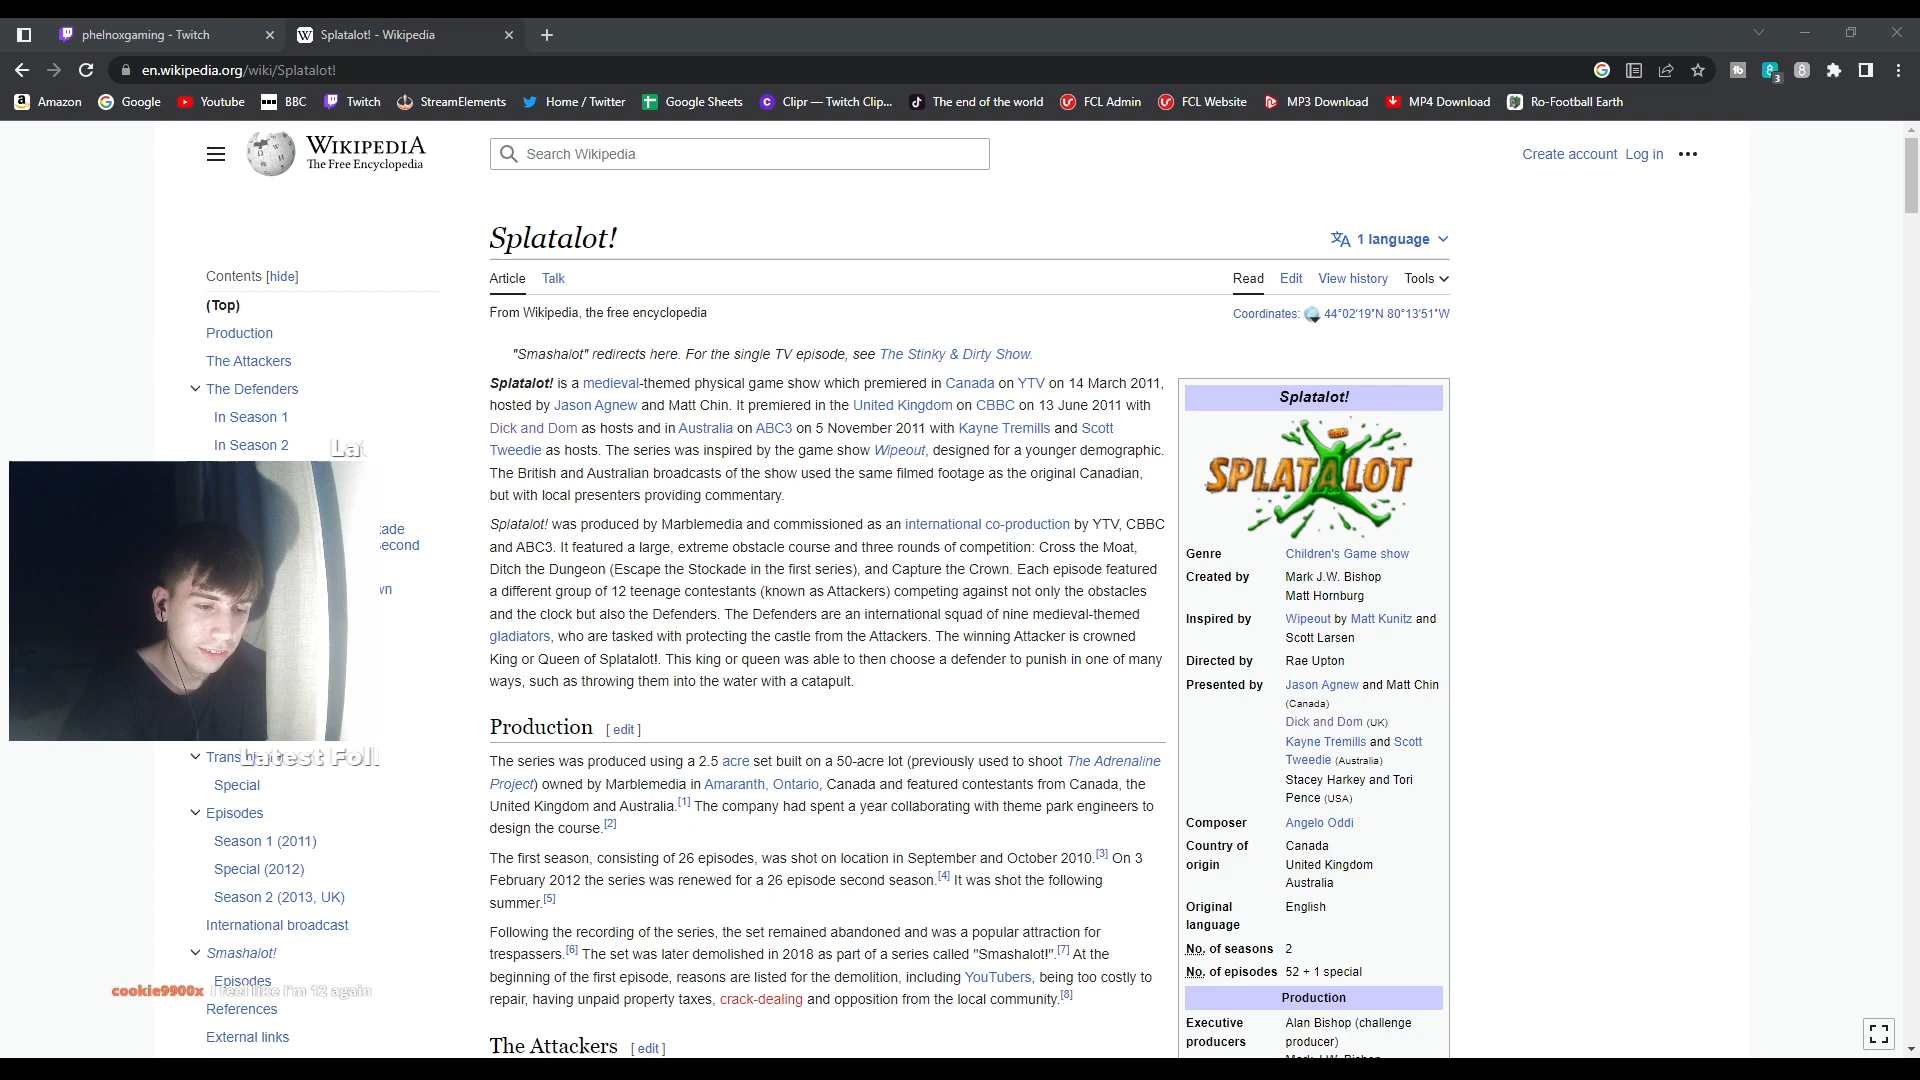 phelnoxgaming - Twitch
Splatalot! - Wikipedia
en.wikipedia.org/wiki/Splatalot!
3
Amazon
Google
Youtube
BBC
Twitch
StreamElements
Home / Twitter
Google Sheets
Clipr — Twitch Clip...
The end of the world
FCL Admin
FCL Website
MP3 Download
MP4 Download
Ro-Football Earth
WIKIPEDIA
The Free Encyclopedia
Search Wikipedia
Create account
Log in
Splatalot!
1 language
Article
Talk
Read
Edit
View history
Tools
From Wikipedia, the free encyclopedia
Coordinates: 44°02′19″N 80°13′51″W
Contents [hide]
(Top)
Production
The Attackers
The Defenders
In Season 1
In Season 2
kade
econd
wn
Latest Foll
Special
Episodes
Season 1 (2011)
Special (2012)
Season 2 (2013, UK)
International broadcast
Smashalot!
Episodes
cookie9900x I feel like I'm 12 again
References
External links
"Smashalot" redirects here. For the single TV episode, see The Stinky & Dirty Show.
Splatalot! is a medieval-themed physical game show which premiered in Canada on YTV on 14 March 2011,
hosted by Jason Agnew and Matt Chin. It premiered in the United Kingdom on CBBC on 13 June 2011 with
Dick and Dom as hosts and in Australia on ABC3 on 5 November 2011 with Kayne Tremills and Scott
Tweedie as hosts. The series was inspired by the game show Wipeout, designed for a younger demographic.
The British and Australian broadcasts of the show used the same filmed footage as the original Canadian,
but with local presenters providing commentary.
Splatalot! was produced by Marblemedia and commissioned as an international co-production by YTV, CBBC
and ABC3. It featured a large, extreme obstacle course and three rounds of competition: Cross the Moat,
Ditch the Dungeon (Escape the Stockade in the first series), and Capture the Crown. Each episode featured
a different group of 12 teenage contestants (known as Attackers) competing against not only the obstacles
and the clock but also the Defenders. The Defenders are an international squad of nine medieval-themed
gladiators, who are tasked with protecting the castle from the Attackers. The winning Attacker is crowned
King or Queen of Splatalot!. This king or queen was able to then choose a defender to punish in one of many
ways, such as throwing them into the water with a catapult.
Production [ edit ]
The series was produced using a 2.5 acre set built on a 50-acre lot (previously used to shoot The Adrenaline
Project) owned by Marblemedia in Amaranth, Ontario, Canada and featured contestants from Canada, the
United Kingdom and Australia.[1] The company had spent a year collaborating with theme park engineers to
design the course.[2]
The first season, consisting of 26 episodes, was shot on location in September and October 2010.[3] On 3
February 2012 the series was renewed for a 26 episode second season.[4] It was shot the following
summer.[5]
Following the recording of the series, the set remained abandoned and was a popular attraction for
trespassers.[6] The set was later demolished in 2018 as part of a series called "Smashalot!".[7] At the
beginning of the first episode, reasons are listed for the demolition, including YouTubers, being too costly to
repair, having unpaid property taxes, crack-dealing and opposition from the local community.[8]
The Attackers [ edit ]
Splatalot!
SPLATALOT
Genre Children's Game show
Created by Mark J.W. Bishop
Matt Hornburg
Inspired by Wipeout by Matt Kunitz and
Scott Larsen
Directed by Rae Upton
Presented by Jason Agnew and Matt Chin
(Canada)
Dick and Dom (UK)
Kayne Tremills and Scott
Tweedie (Australia)
Stacey Harkey and Tori
Pence (USA)
Composer Angelo Oddi
Country of origin Canada
United Kingdom
Australia
Original language English
No. of seasons 2
No. of episodes 52 + 1 special
Production
Executive producers Alan Bishop (challenge
producer)